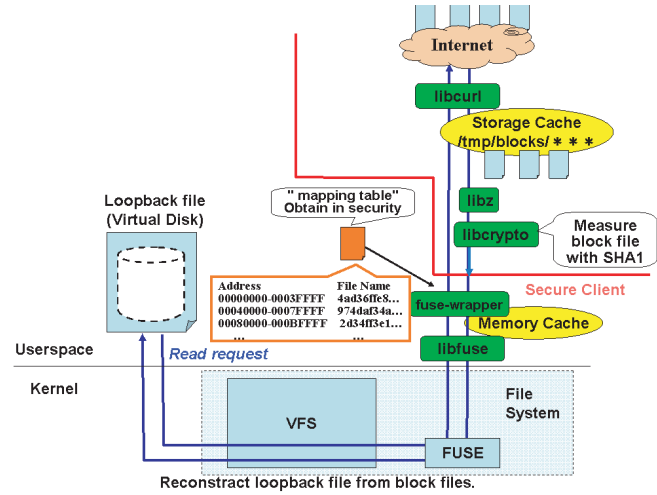 Internet
libcurl
Storage Cache
/tmp/blocks/ * * *
Loopback file
(Virtual Disk)
" mapping table"
Obtain in security
libz
libcrypto
Measure
block file
with SHA1
Secure Client
Address File Name
00000000-0003FFFF 4ad36ffe8...
00040000-0007FFFF 974daf34a...
00080000-000BFFFF 2d34ff3e1...
... ...
fuse-wrapper
Memory Cache
libfuse
Userspace
Read request
Kernel
File
System
VFS
FUSE
Reconstract loopback file from block files.